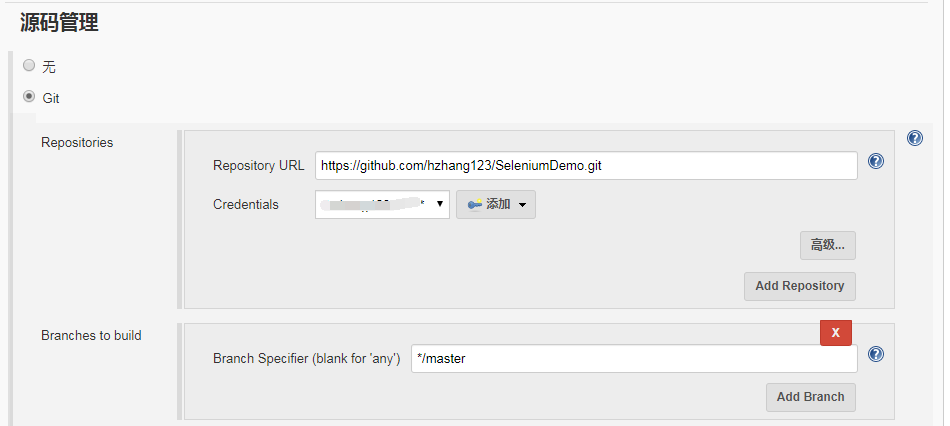 源码管理
无
Git
Repositories
Repository URL https://github.com/hzhang123/SeleniumDemo.git
Credentials 添加
高级...
Add Repository
Branches to build
X
Branch Specifier (blank for 'any') */master
Add Branch